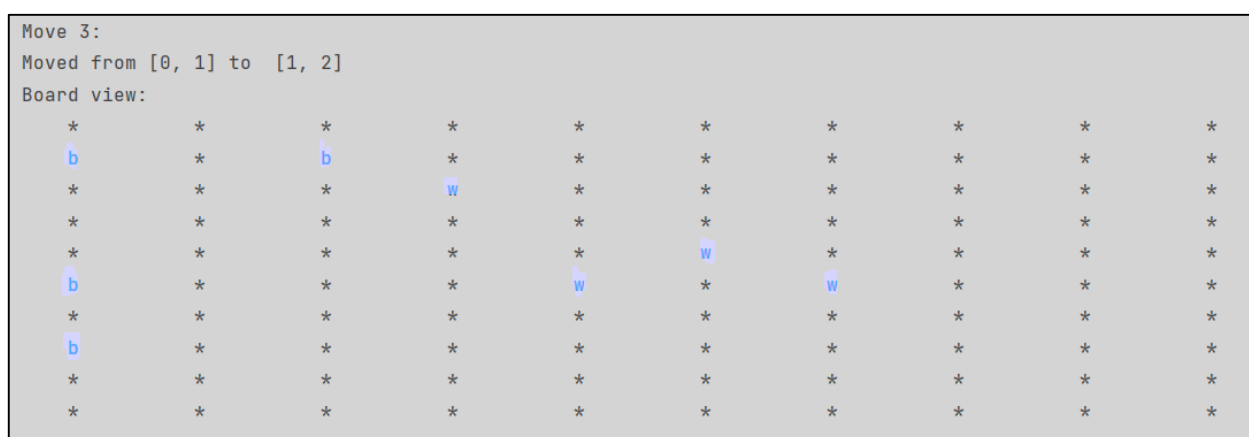 Move 3:
Moved from [0, 1] to  [1, 2]
Board view:
* * * * * * * * * *
b * b * * * * * * *
* * * w * * * * * *
* * * * * * * * * *
* * * * * w * * * *
b * * * w * w * * *
* * * * * * * * * *
b * * * * * * * * *
* * * * * * * * * *
* * * * * * * * * *